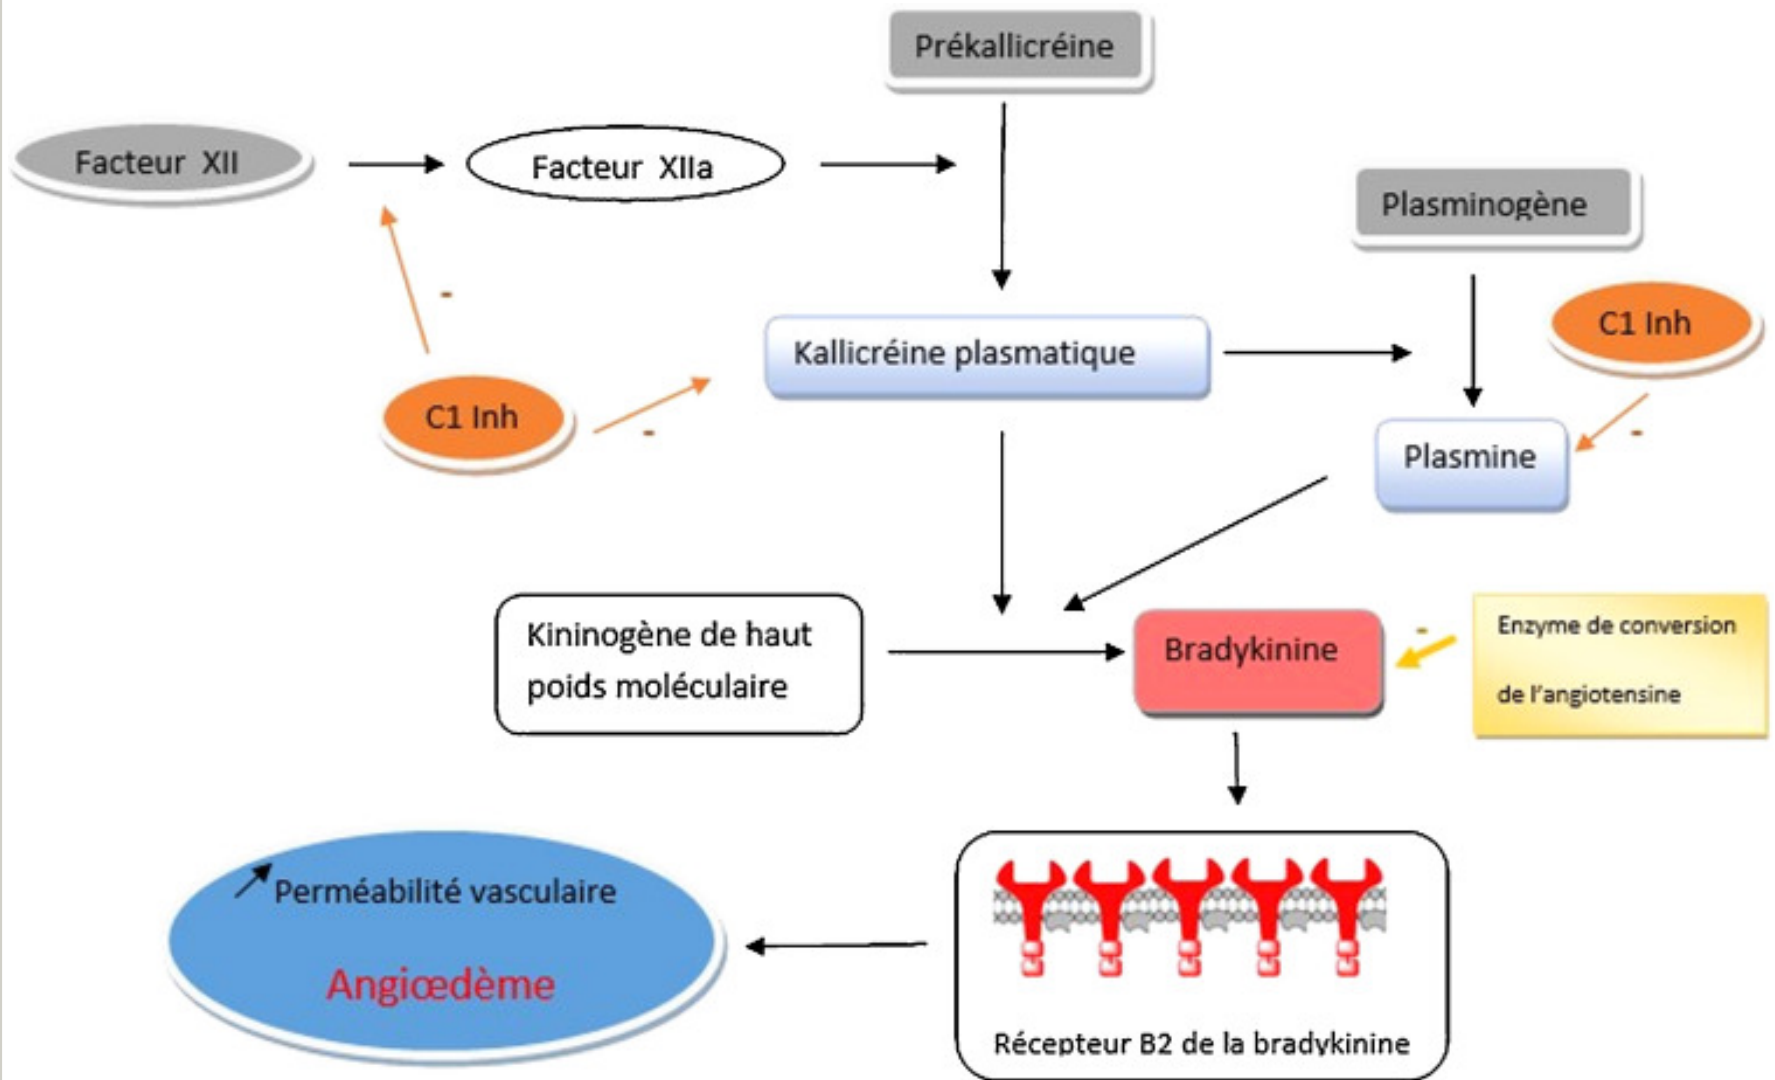 Prékallicréine
Facteur XII
Facteur XIIa
Plasminogène
-
C1 Inh
Kallicréine plasmatique
C1 Inh
-
-
Plasmine
Kininogène de haut
poids moléculaire
Bradykinine
-
Enzyme de conversion
de l'angiotensine
Perméabilité vasculaire
Angiœdème
Récepteur B2 de la bradykinine